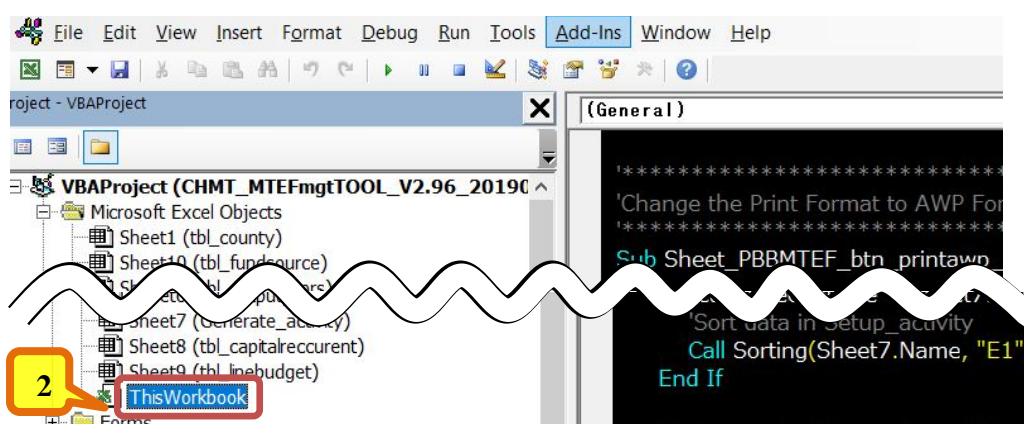 File Edit View Insert Format Debug Run Tools Add-Ins Window Help
roject - VBAProject
(General)
VBAProject (CHMT_MTEFmgtTOOL_V2.96_2019
Microsoft Excel Objects
Sheet1 (tbl_county)
Sheet10 (tbl_fundsource)
Sheet7 (Generate_activity)
Sheet8 (tbl_capitalreccurent)
Sheet9 (tbl_linebudget)
ThisWorkbook
Forms
2
'******************************
'Change the Print Format to AWP For
'******************************
Sub Sheet_PBBMTEF_btn_printawp_
'Sort data in Setup_activity
Call Sorting(Sheet7.Name, "E1"
End If